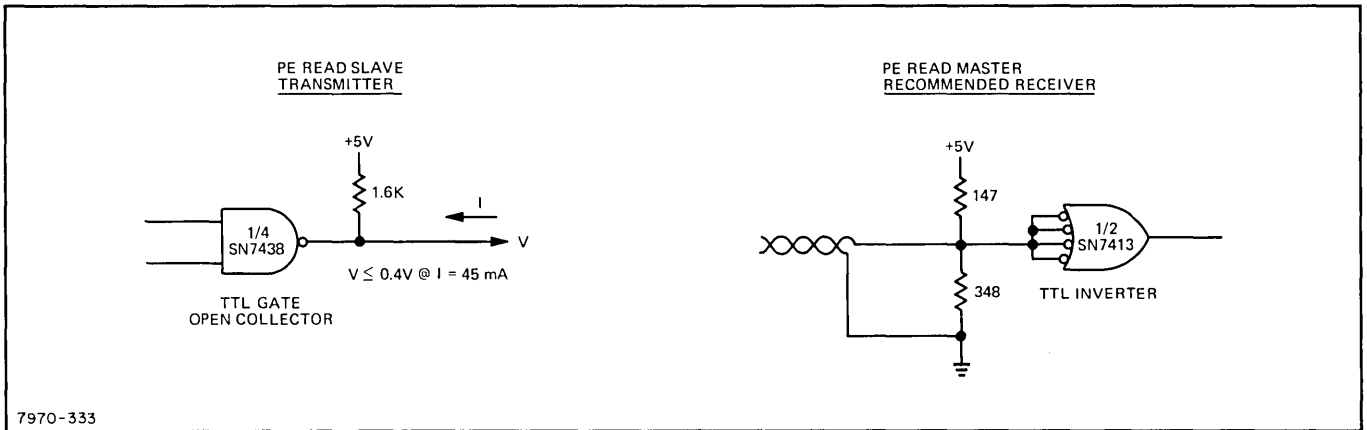 PE READ SLAVE
TRANSMITTER
+5V
1.6K
I
1/4
SN7438
V
V ≤ 0.4V @ I = 45 mA
TTL GATE
OPEN COLLECTOR
PE READ MASTER
RECOMMENDED RECEIVER
+5V
147
1/2
SN7413
348
TTL INVERTER
7970-333